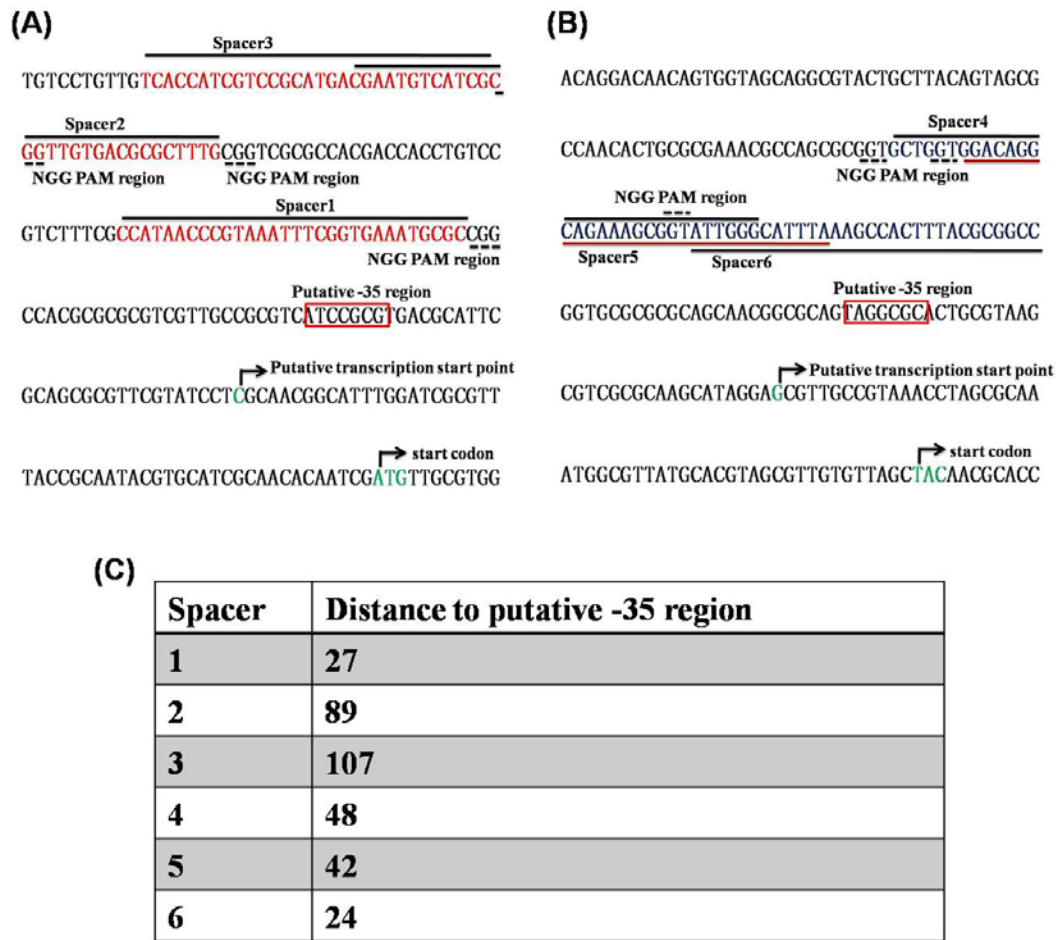 (A)
Spacer3
TGTCCTGTTGTCACCATCGTCCGCATGACGAATGTCATCGC
Spacer2
GGTTGTGACGCGCTTTGCGGTCGCGCCACGACCACCTGTCC
NGG PAM region NGG PAM region
Spacer1
GTCTTTCGCCATAACCCGTAAATTTCGGTGAAATGCGCCGG
NGG PAM region
Putative -35 region
CCACGCGCGCGTCGTTGCCGCGTCATCCGCGTGACGCATTC
Putative transcription start point
GCAGCGCGTTCGTATCCTCGCAACGGCATTTGGATCGCGTT
start codon
TACCGCAATACGTGCATCGCAACACAATCGATGTTGCGTGG
(B)
ACAGGACAACAGTGGTAGCAGGCGTACTGCTTACAGTAGCG
Spacer4
CCAACACTGCGCGAAACGCCAGCGCGGTGCTGGTGGACAGG
NGG PAM region
NGG PAM region
CAGAAAGCGGTATTGGGCATTTAAAGCCACTTTACGCGGCC
Spacer5 Spacer6
Putative -35 region
GGTGCGCGCGCAGCAACGGCGCAGTAGGCGCACTGCGTAAG
Putative transcription start point
CGTCGCGCAAGCATAGGAGCGTTGCCGTAAACCTAGCGCAA
start codon
ATGGCGTTATGCACGTAGCGTTGTGTTAGCTACAACGCACC
(C)
Spacer Distance to putative -35 region
1 27
2 89
3 107
4 48
5 42
6 24